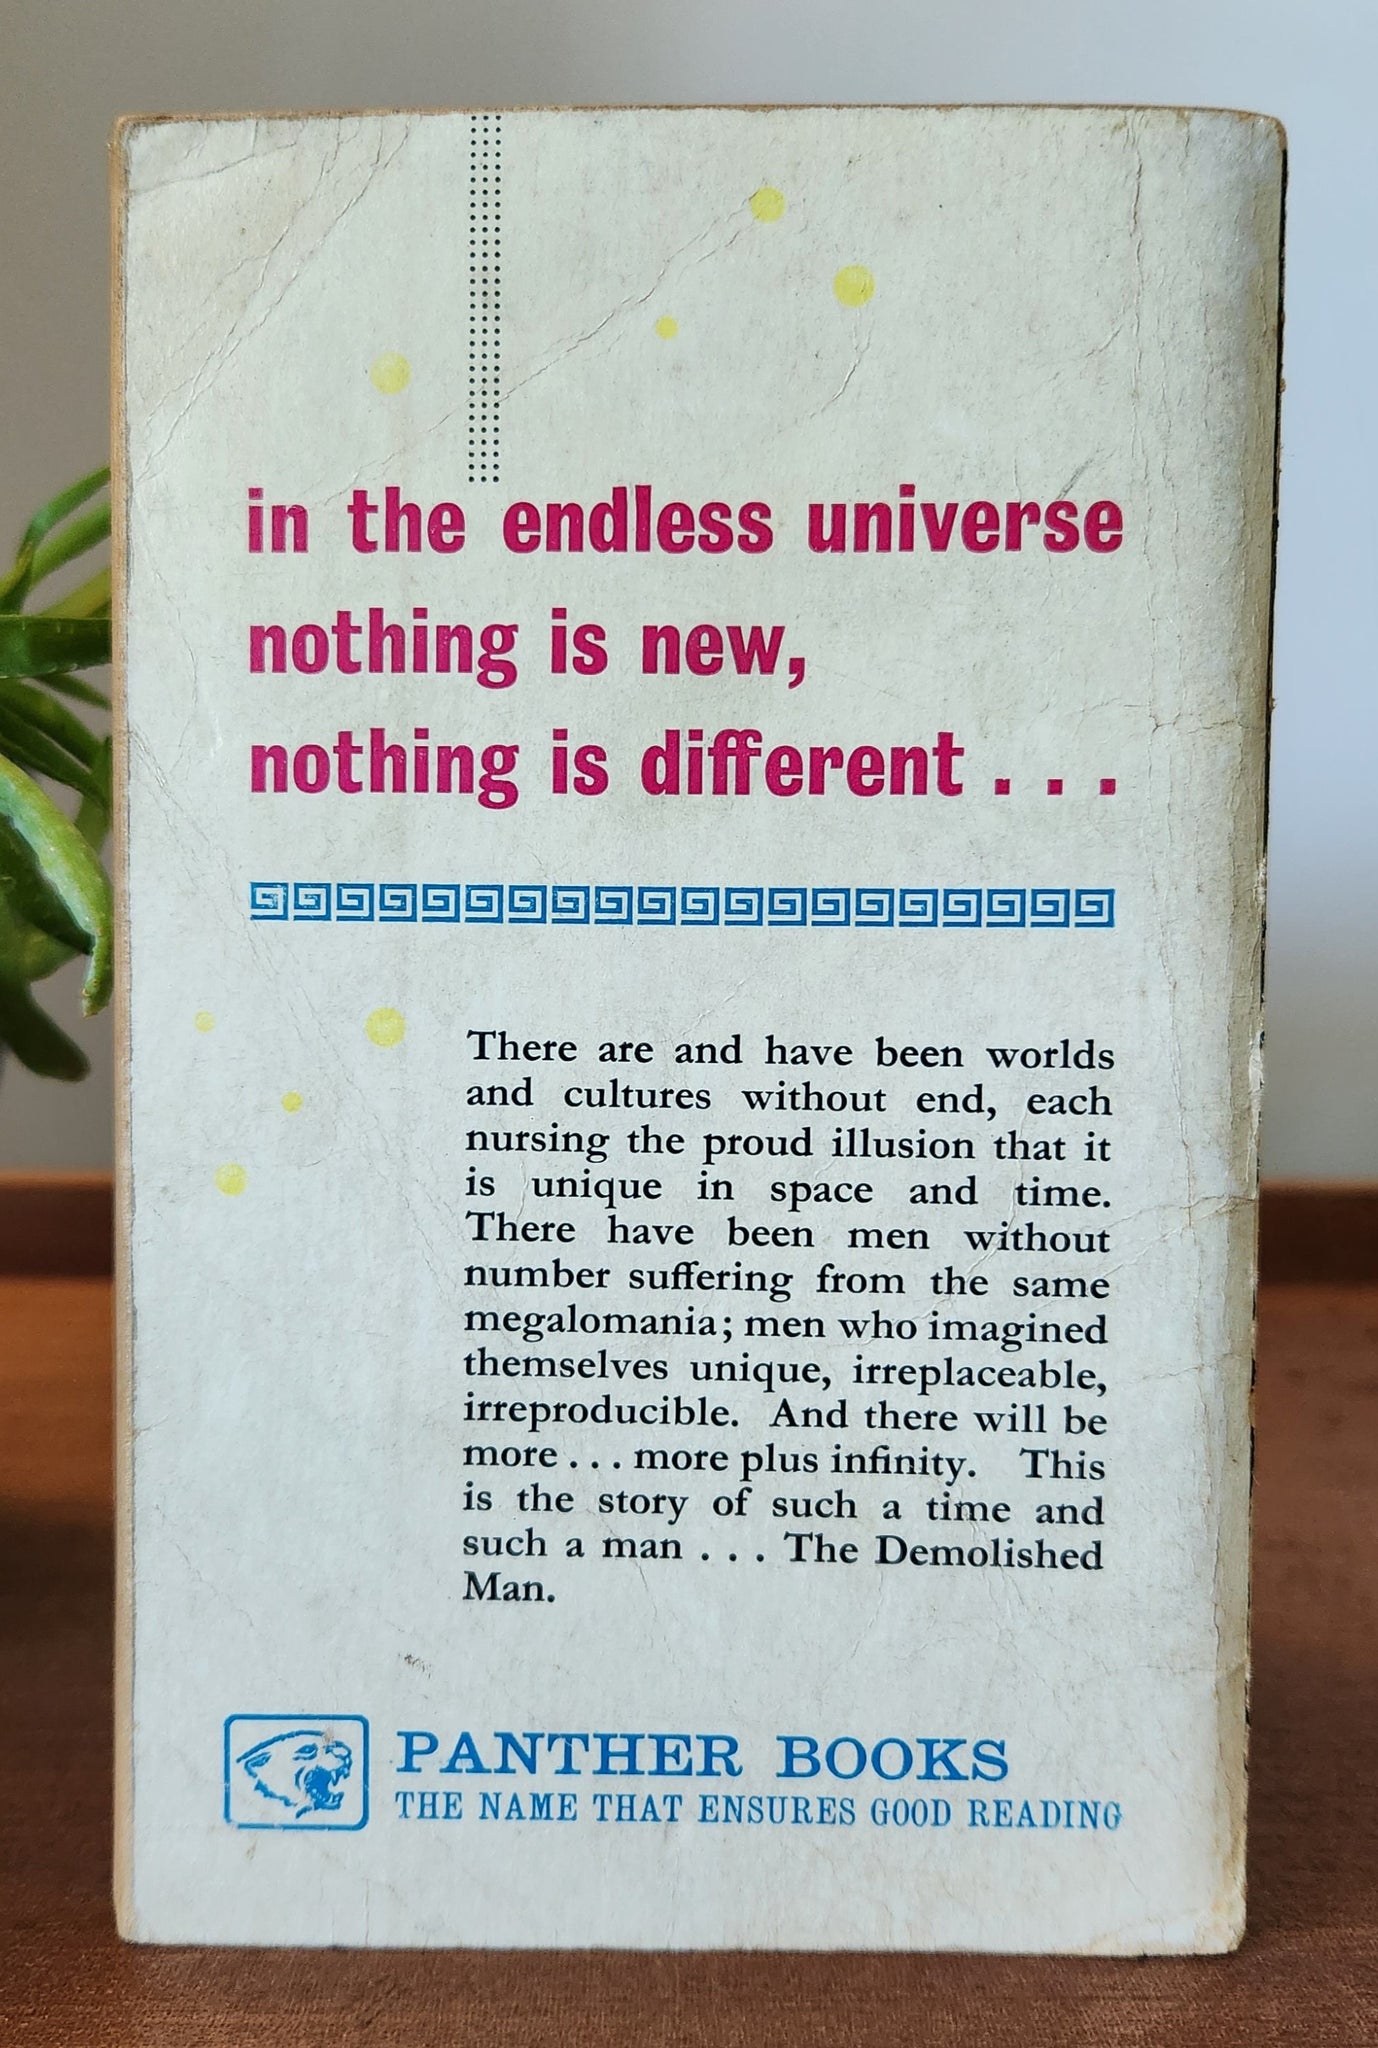 in the endless universe
nothing is new,
nothing is different . . .
There are and have been worlds
and cultures without end, each
nursing the proud illusion that it
is unique in space and time.
There have been men without
number suffering from the same
megalomania; men who imagined
themselves unique, irreplaceable,
irreproducible. And there will be
more . . . more plus infinity. This
is the story of such a time and
such a man . . . The Demolished
Man.
PANTHER BOOKS
THE NAME THAT ENSURES GOOD READING